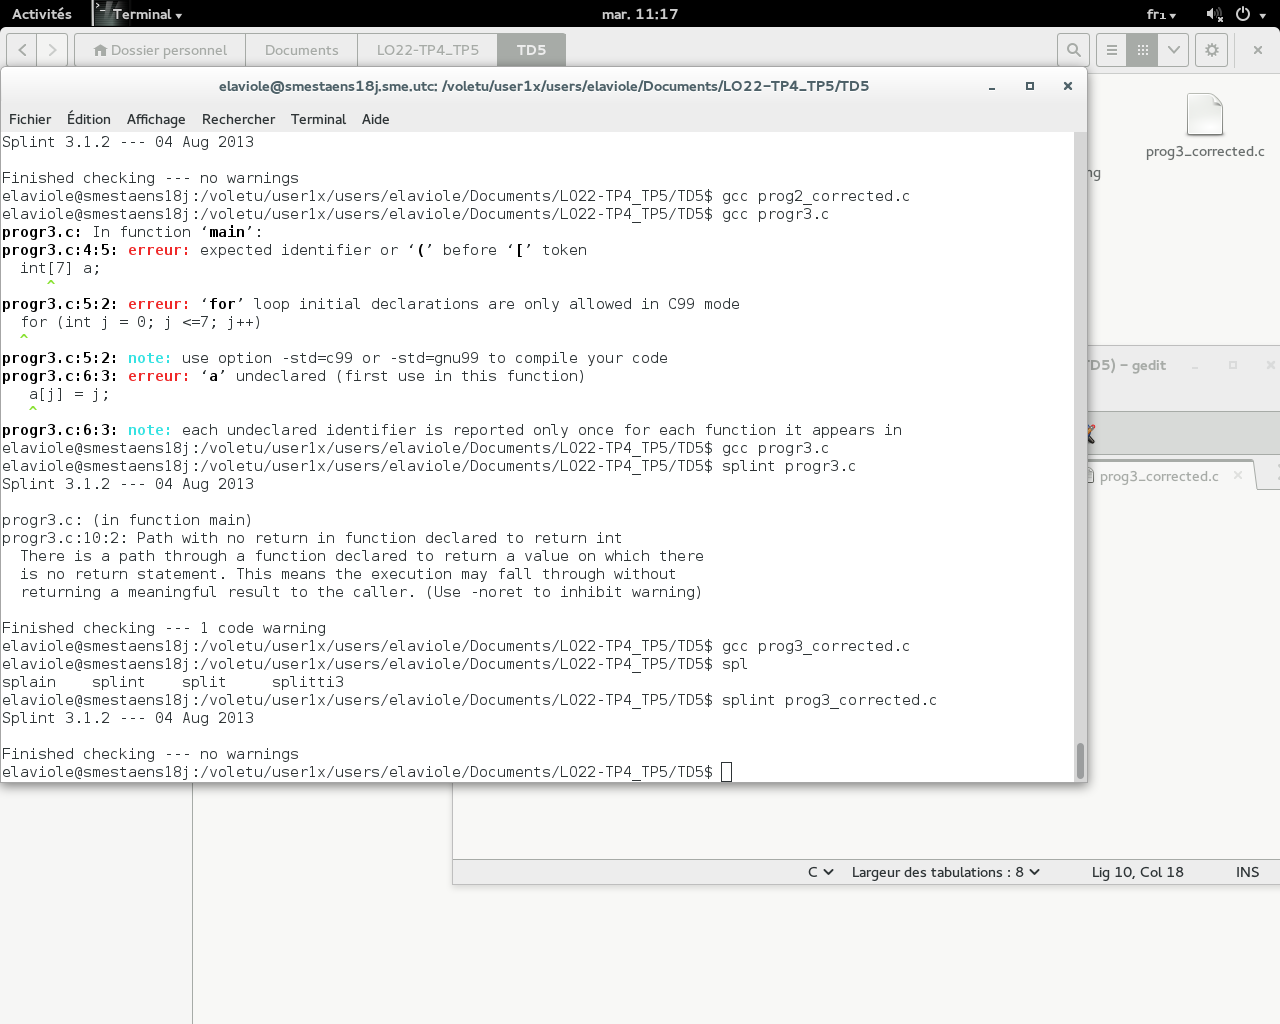 Activités
Terminal
mar. 11:17
fr₁
Dossier personnel
Documents
LO22-TP4_TP5
TD5
elaviole@smestaens18j.sme.utc: /voletu/user1x/users/elaviole/Documents/LO22-TP4_TP5/TD5
Fichier Édition Affichage Rechercher Terminal Aide
Splint 3.1.2 --- 04 Aug 2013
Finished checking --- no warnings
elaviole@smestaens18j:/voletu/user1x/users/elaviole/Documents/LO22-TP4_TP5/TD5$ gcc prog2_corrected.c
elaviole@smestaens18j:/voletu/user1x/users/elaviole/Documents/LO22-TP4_TP5/TD5$ gcc progr3.c
progr3.c: In function ‘main’:
progr3.c:4:5: erreur: expected identifier or ‘(’ before ‘[’ token
int[7] a;
^
progr3.c:5:2: erreur: ‘for’ loop initial declarations are only allowed in C99 mode
for (int j = 0; j <=7; j++)
^
progr3.c:5:2: note: use option -std=c99 or -std=gnu99 to compile your code
progr3.c:6:3: erreur: ‘a’ undeclared (first use in this function)
a[j] = j;
^
progr3.c:6:3: note: each undeclared identifier is reported only once for each function it appears in
elaviole@smestaens18j:/voletu/user1x/users/elaviole/Documents/LO22-TP4_TP5/TD5$ gcc progr3.c
elaviole@smestaens18j:/voletu/user1x/users/elaviole/Documents/LO22-TP4_TP5/TD5$ splint progr3.c
Splint 3.1.2 --- 04 Aug 2013
progr3.c: (in function main)
progr3.c:10:2: Path with no return in function declared to return int
There is a path through a function declared to return a value on which there
is no return statement. This means the execution may fall through without
returning a meaningful result to the caller. (Use -noret to inhibit warning)
Finished checking --- 1 code warning
elaviole@smestaens18j:/voletu/user1x/users/elaviole/Documents/LO22-TP4_TP5/TD5$ gcc prog3_corrected.c
elaviole@smestaens18j:/voletu/user1x/users/elaviole/Documents/LO22-TP4_TP5/TD5$ spl
splain splint split splitti3
elaviole@smestaens18j:/voletu/user1x/users/elaviole/Documents/LO22-TP4_TP5/TD5$ splint prog3_corrected.c
Splint 3.1.2 --- 04 Aug 2013
Finished checking --- no warnings
elaviole@smestaens18j:/voletu/user1x/users/elaviole/Documents/LO22-TP4_TP5/TD5$
prog3_corrected.c
ng
TD5) – gedit
prog3_corrected.c
C
Largeur des tabulations : 8
Lig 10, Col 18
INS